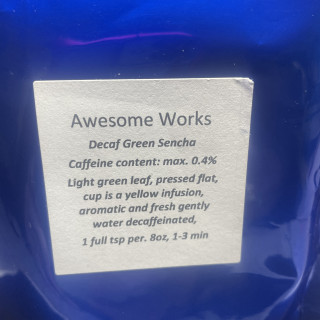 Awesome Works
Decaf Green Sencha
Caffeine content: max. 0.4%
Light green leaf, pressed flat,
cup is a yellow infusion,
aromatic and fresh gently
water decaffeinated,
1 full tsp per. 8oz, 1-3 min